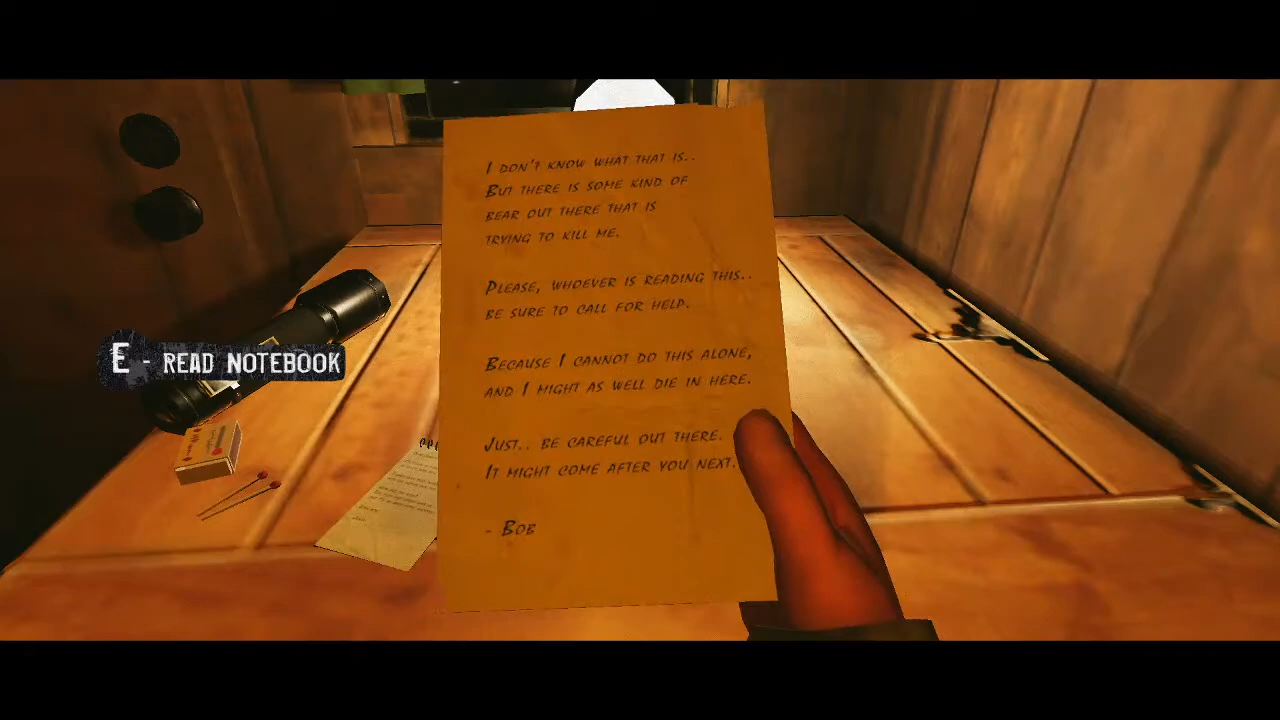 I DON'T KNOW WHAT THAT IS..
BUT THERE IS SOME KIND OF
BEAR OUT THERE THAT IS
TRYING TO KILL ME.
PLEASE, WHOEVER IS READING THIS..
BE SURE TO CALL FOR HELP.
BECAUSE I CANNOT DO THIS ALONE,
AND I MIGHT AS WELL DIE IN HERE.
JUST.. BE CAREFUL OUT THERE.
IT MIGHT COME AFTER YOU NEXT.
- BOB
E - READ NOTEBOOK